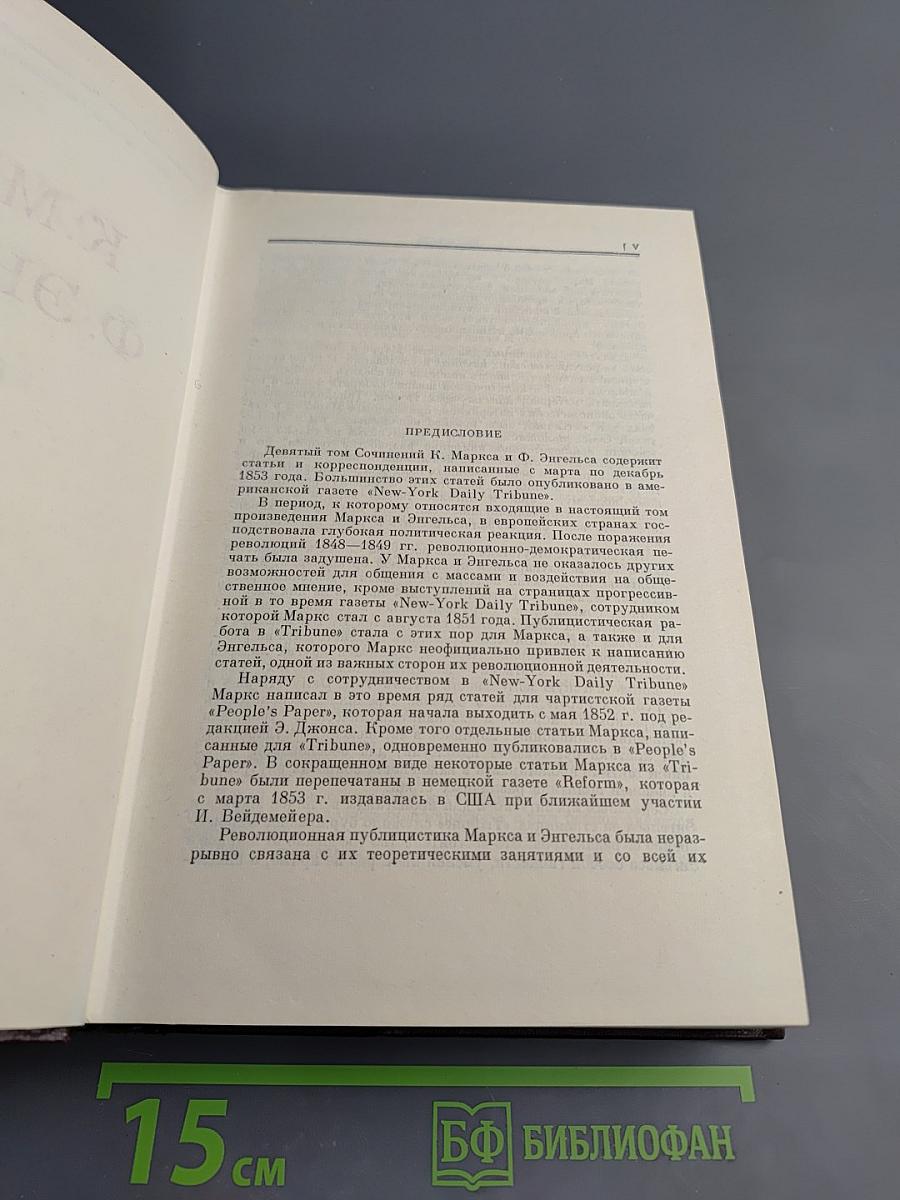 К. М
Ф. ЭН
VI
ПРЕДИСЛОВИЕ
Девятый том Сочинений К. Маркса и Ф. Энгельса содержит
статьи и корреспонденции, написанные с марта по декабрь
1853 года. Большинство этих статей было опубликовано в аме-
риканской газете «New-York Daily Tribune».
В период, к которому относятся входящие в настоящий том
произведения Маркса и Энгельса, в европейских странах гос-
подствовала глубокая политическая реакция. После поражения
революций 1848—1849 гг. революционно-демократическая пе-
чать была задушена. У Маркса и Энгельса не оказалось других
возможностей для общения с массами и воздействия на обще-
ственное мнение, кроме выступлений на страницах прогрессив-
ной в то время газеты «New-York Daily Tribune», сотрудником
которой Маркс стал с августа 1851 года. Публицистическая ра-
бота в «Tribune» стала с этих пор для Маркса, а также и для
Энгельса, которого Маркс неофициально привлек к написанию
статей, одной из важных сторон их революционной деятельности.
Наряду с сотрудничеством в «New-York Daily Tribune»
Маркс написал в это время ряд статей для чартистской газеты
«People's Paper», которая начала выходить с мая 1852 г. под ре-
дакцией Э. Джонса. Кроме того отдельные статьи Маркса, напи-
санные для «Tribune», одновременно публиковались в «People's
Paper». В сокращенном виде некоторые статьи Маркса из «Tri-
bune» были перепечатаны в немецкой газете «Reform», которая
с марта 1853 г. издавалась в США при ближайшем участии
И. Вейдемейера.
Революционная публицистика Маркса и Энгельса была нераз-
рывно связана с их теоретическими занятиями и со всей их
15 см
БФ БИБЛИОФАН